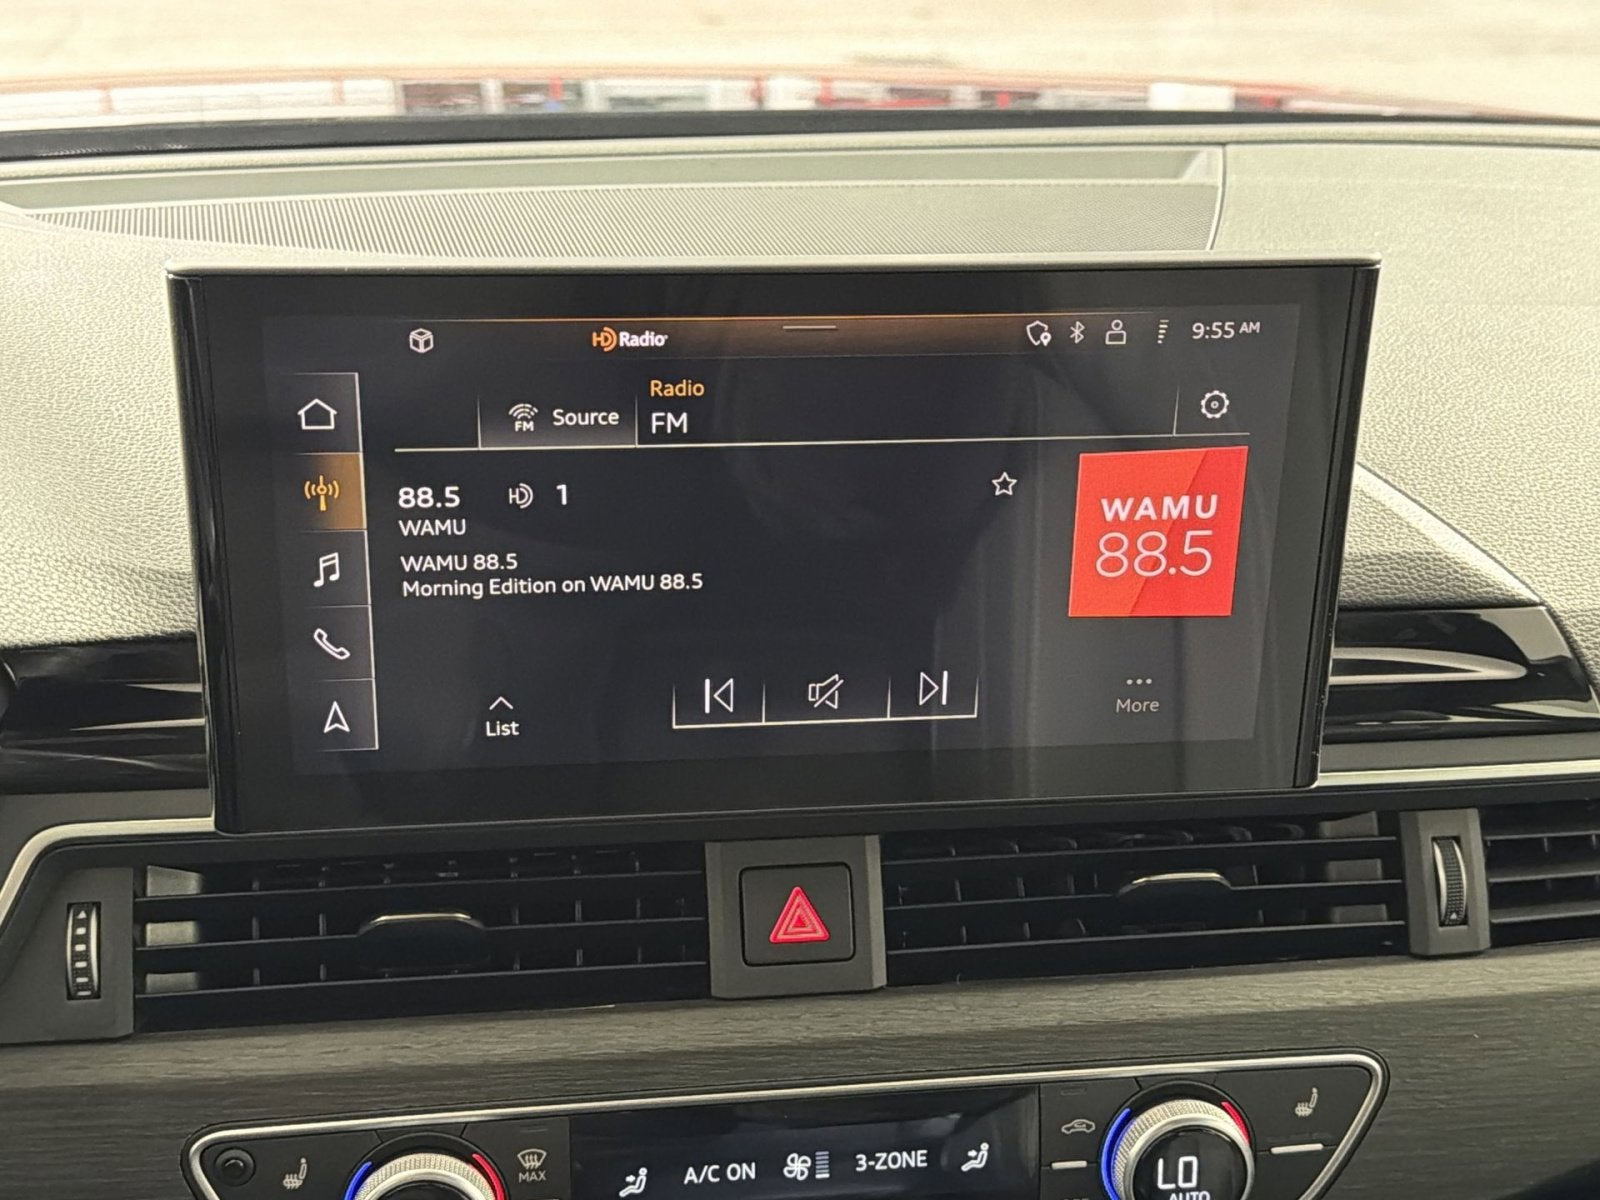 HD Radio
9:55 AM
FM Source
Radio
FM
88.5 HD 1
WAMU
WAMU 88.5
Morning Edition on WAMU 88.5
WAMU
88.5
List
More
MAX
A/C ON
3-ZONE
LO
AUTO